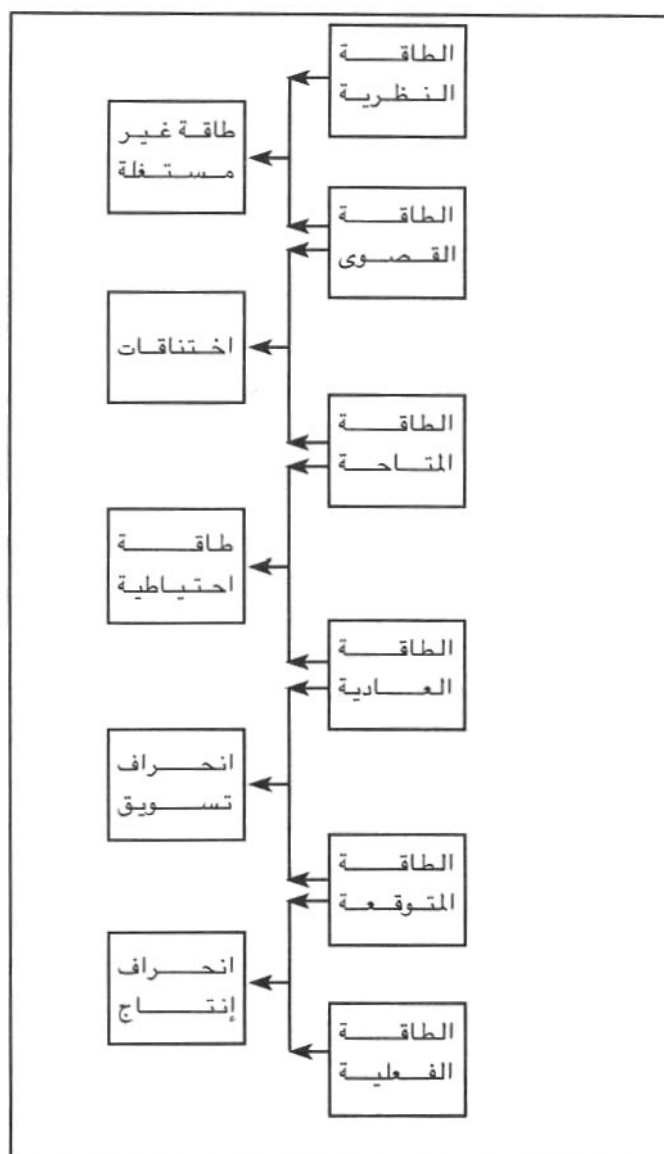 الطاقة
النظرية
طاقة غير
مستغلة
الطاقة
القصوى
اختناقات
الطاقة
المتاحة
طاقة
احتياطية
الطاقة
العادية
انحراف
تسويق
الطاقة
المتوقعة
انحراف
إنتاج
الطاقة
الفعلية